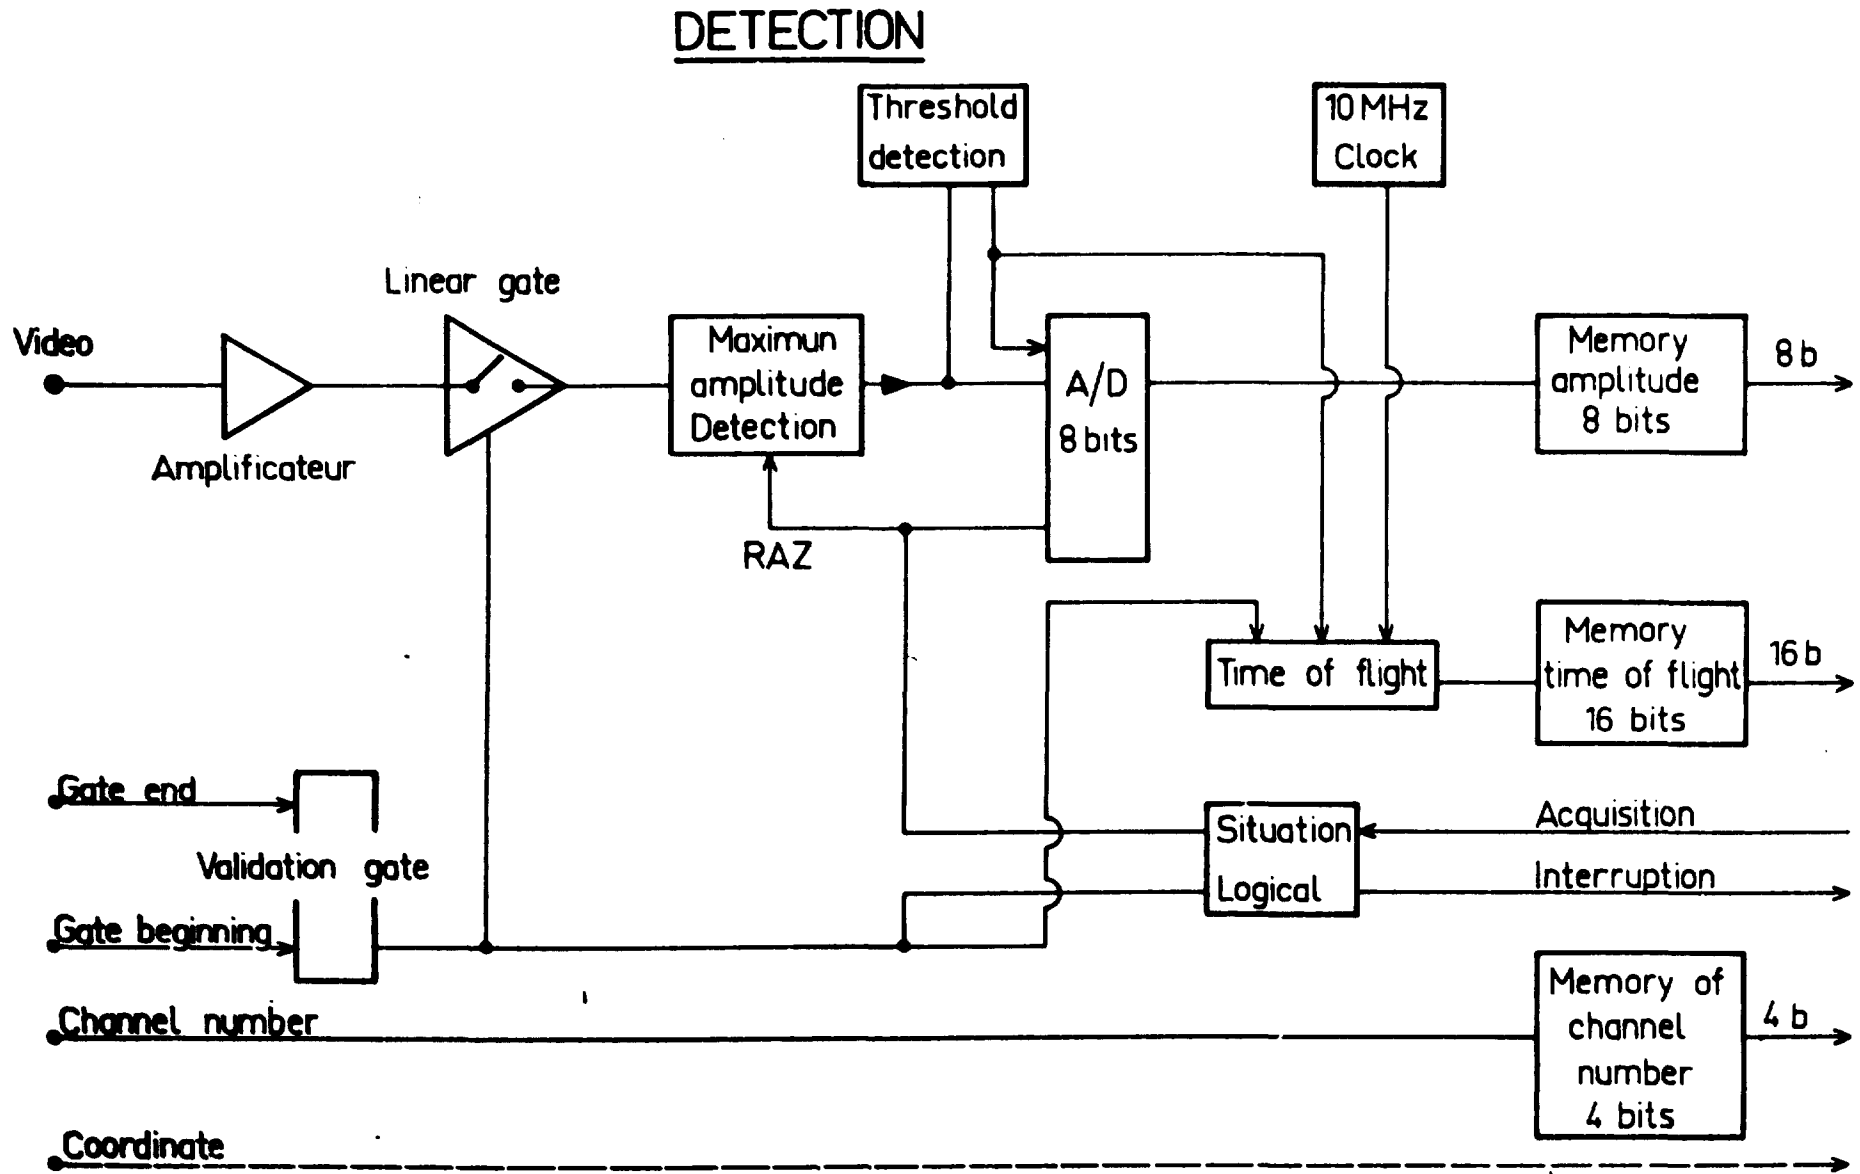 DETECTION
Threshold
detection
10 MHz
Clock
Linear gate
Video
Amplificateur
Maximun
amplitude
Detection
A/D
8 bits
Memory
amplitude
8 bits
8 b
RAZ
Time of flight
Memory
time of flight
16 bits
16 b
Gate end
Validation gate
Gate beginning
Situation
Logical
Acquisition
Interruption
Channel number
Memory of
channel
number
4 bits
4 b
Coordinate